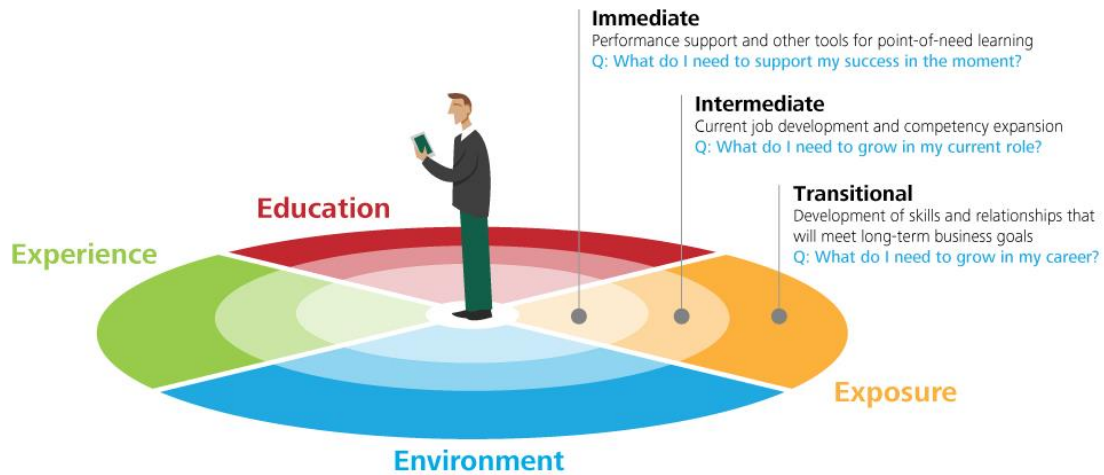 Immediate
Performance support and other tools for point-of-need learning
Q: What do I need to support my success in the moment?
Intermediate
Current job development and competency expansion
Q: What do I need to grow in my current role?
Transitional
Development of skills and relationships that
will meet long-term business goals
Q: What do I need to grow in my career?
Education
Experience
Exposure
Environment